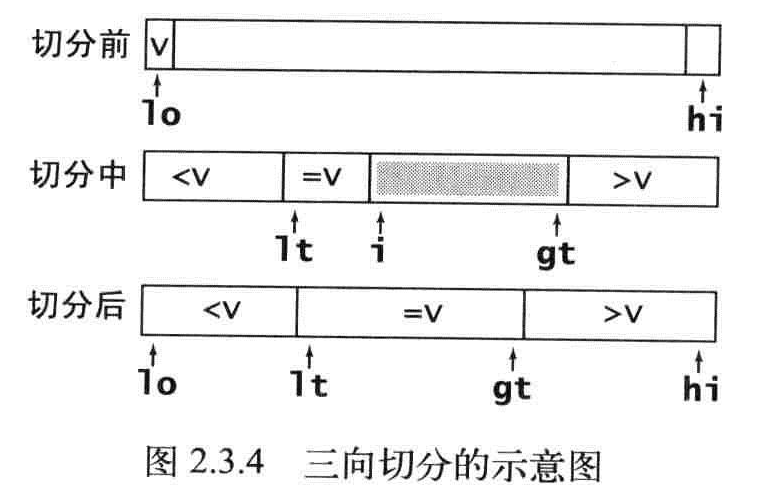 切分前 v
lo hi
切分中 <v =v >v
lt i gt
切分后 <v =v >v
lo lt gt hi
图 2.3.4 三向切分的示意图